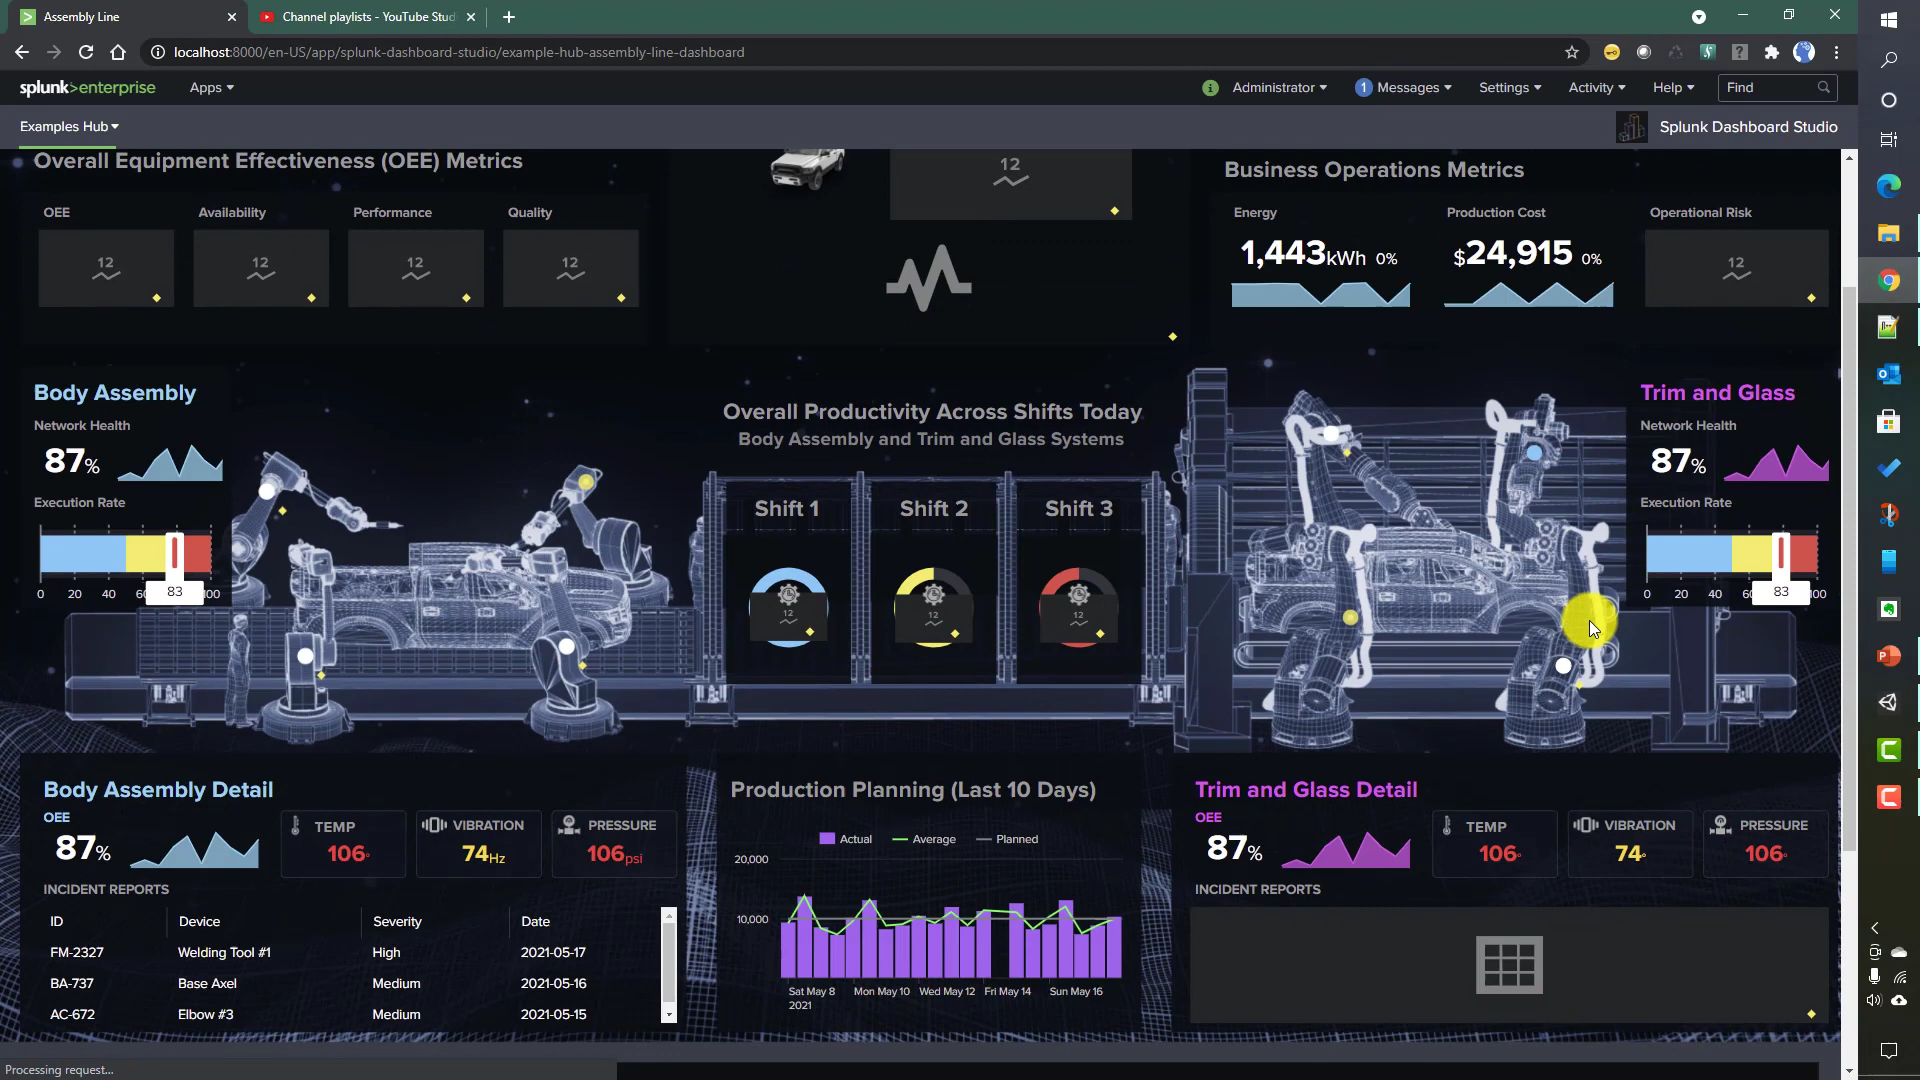 Assembly Line
Channel playlists - YouTube Stud
localhost:8000/en-US/app/splunk-dashboard-studio/example-hub-assembly-line-dashboard
splunk>enterprise
Apps
i
Administrator
1
Messages
Settings
Activity
Help
Find
Examples Hub
Splunk Dashboard Studio
Overall Equipment Effectiveness (OEE) Metrics
OEE
Availability
Performance
Quality
12
12
12
12
12
Business Operations Metrics
Energy
Production Cost
Operational Risk
1,443kWh 0%
$24,915 0%
12
Body Assembly
Network Health
87%
Execution Rate
0 20 40 60 83 100
Overall Productivity Across Shifts Today
Body Assembly and Trim and Glass Systems
Shift 1
Shift 2
Shift 3
12
12
12
Trim and Glass
Network Health
87%
Execution Rate
0 20 40 60 83 100
Body Assembly Detail
OEE
87%
TEMP
106°
VIBRATION
74Hz
PRESSURE
106psi
INCIDENT REPORTS
ID Device Severity Date
FM-2327 Welding Tool #1 High 2021-05-17
BA-737 Base Axel Medium 2021-05-16
AC-672 Elbow #3 Medium 2021-05-15
Production Planning (Last 10 Days)
Actual Average Planned
20,000
10,000
Sat May 8 Mon May 10 Wed May 12 Fri May 14 Sun May 16
2021
Trim and Glass Detail
OEE
87%
TEMP
106°
VIBRATION
74°
PRESSURE
106°
INCIDENT REPORTS
Processing request...